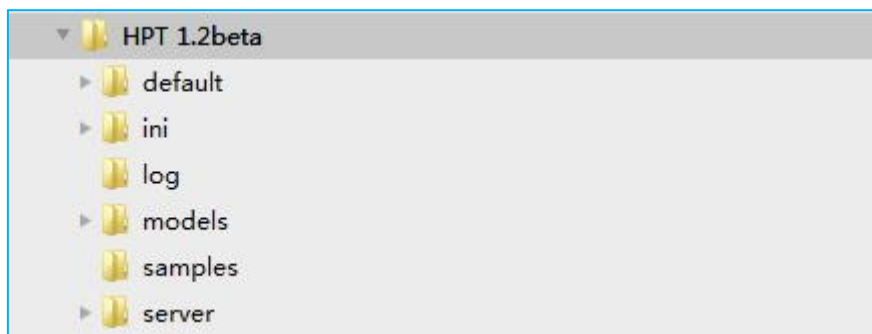 HPT 1.2beta
default
ini
log
models
samples
server